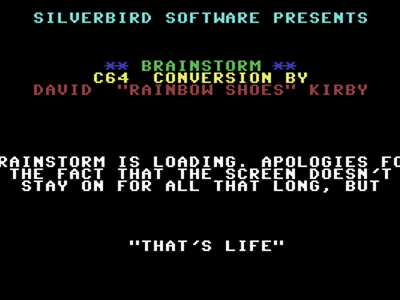 SILVERBIRD SOFTWARE PRESENTS
** BRAINSTORM **
C64 CONVERSION BY
DAVID "RAINBOW SHOES" KIRBY
RAINSTORM IS LOADING. APOLOGIES FO
THE FACT THAT THE SCREEN DOESN'T
STAY ON FOR ALL THAT LONG, BUT
"THAT'S LIFE"